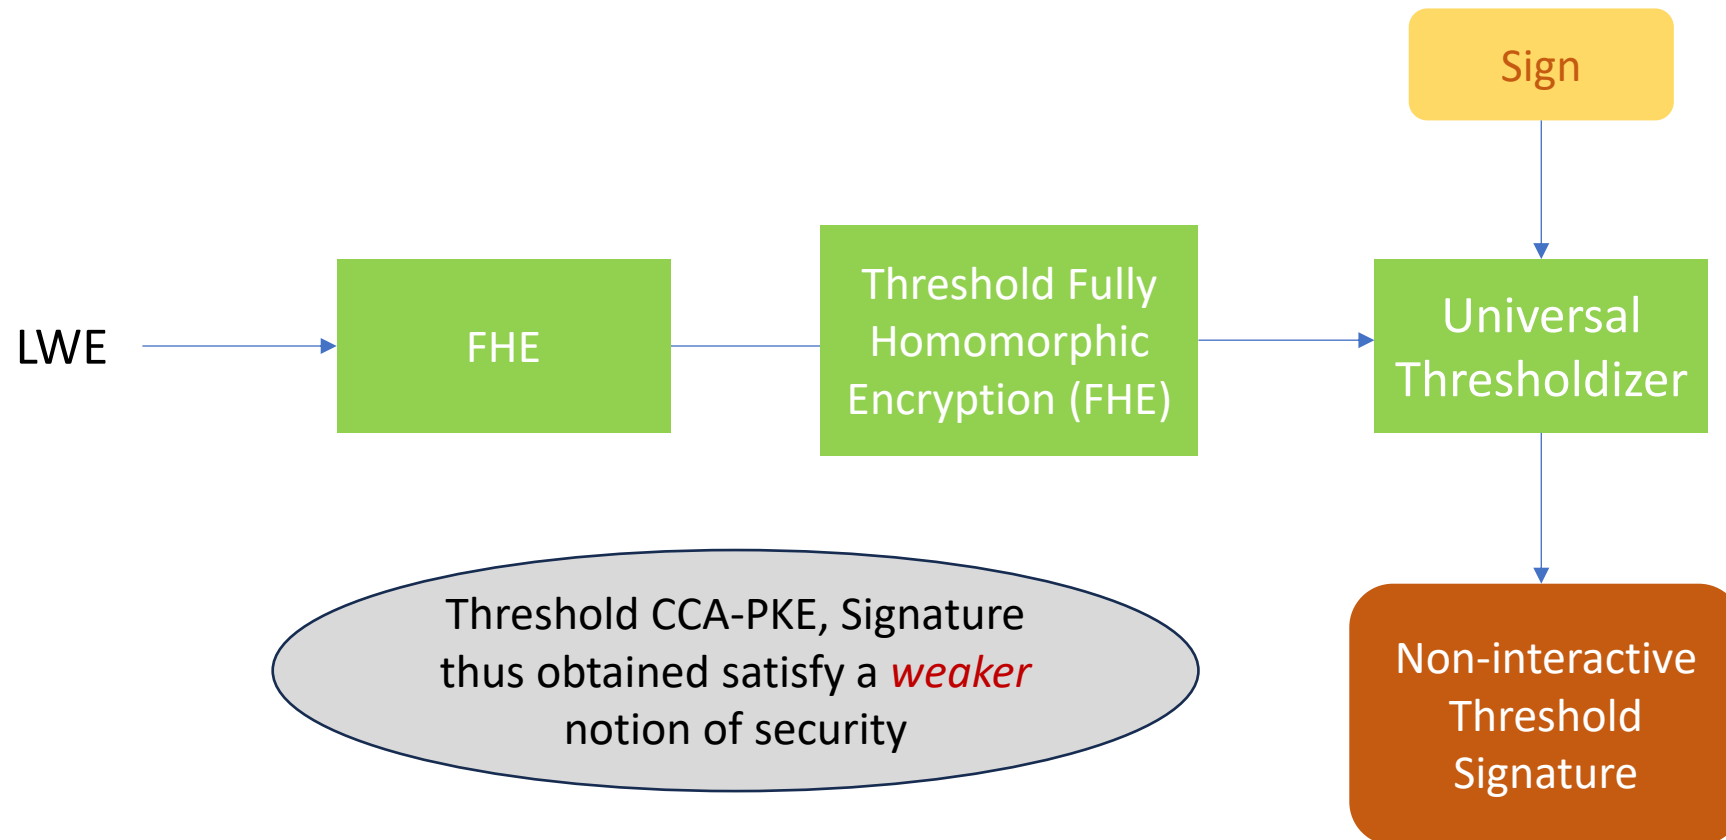 Sign
LWE
FHE
Threshold Fully
Homomorphic
Encryption (FHE)
Universal
Thresholdizer
Threshold CCA-PKE, Signature
thus obtained satisfy a weaker
notion of security
Non-interactive
Threshold
Signature